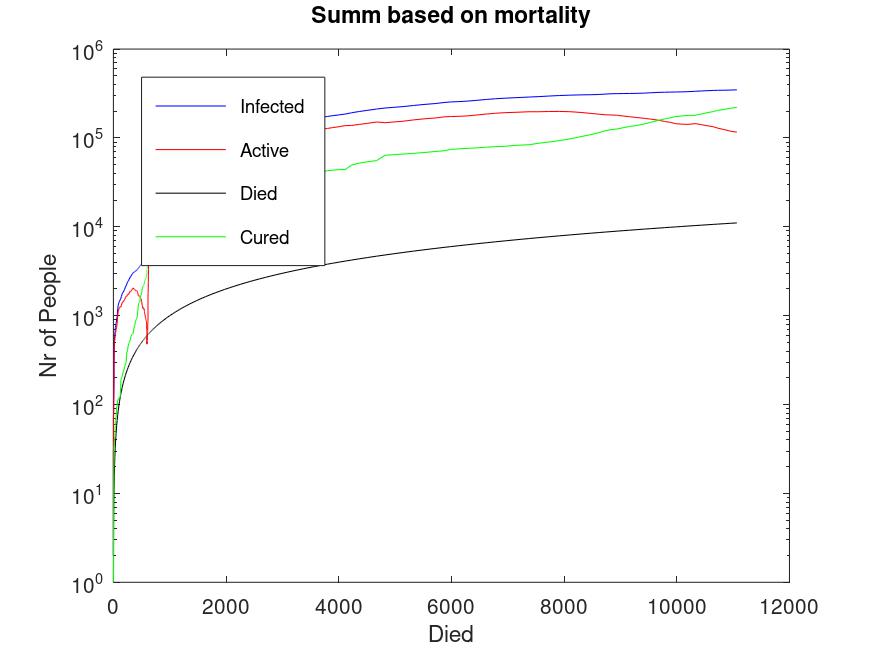 Summ based on mortality
10^6
10^5
10^4
10^3
10^2
10^1
10^0
Nr of People
Infected
Active
Died
Cured
0 2000 4000 6000 8000 10000 12000
Died